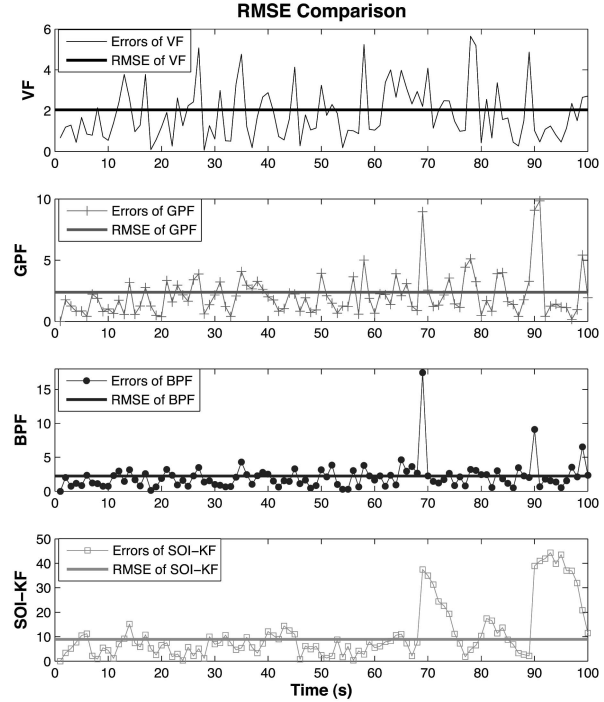 RMSE Comparison
6
4
2
0
VF
Errors of VF
RMSE of VF
0 10 20 30 40 50 60 70 80 90 100
10
5
0
GPF
Errors of GPF
RMSE of GPF
0 10 20 30 40 50 60 70 80 90 100
15
10
5
0
BPF
Errors of BPF
RMSE of BPF
0 10 20 30 40 50 60 70 80 90 100
50
40
30
20
10
0
SOI-KF
Errors of SOI-KF
RMSE of SOI-KF
0 10 20 30 40 50 60 70 80 90 100
Time (s)